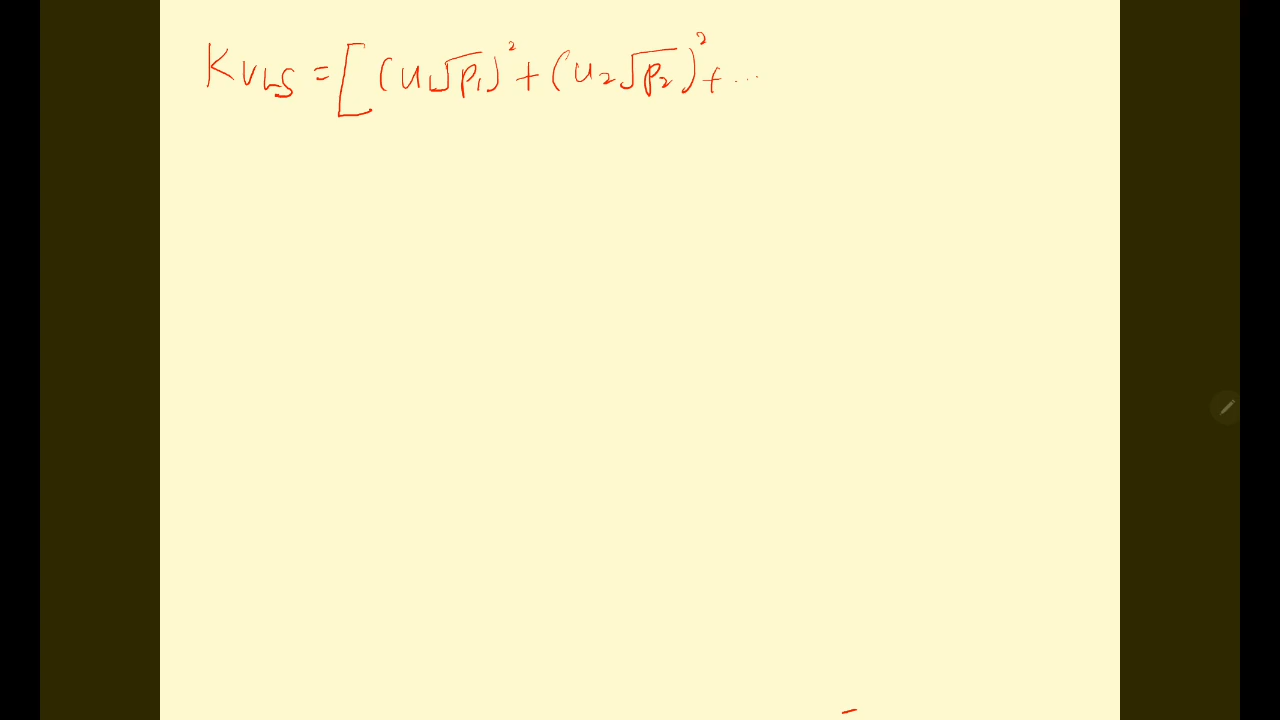 KVLS = [(U₁√p₁)² + (U₂√p₂)² + ...